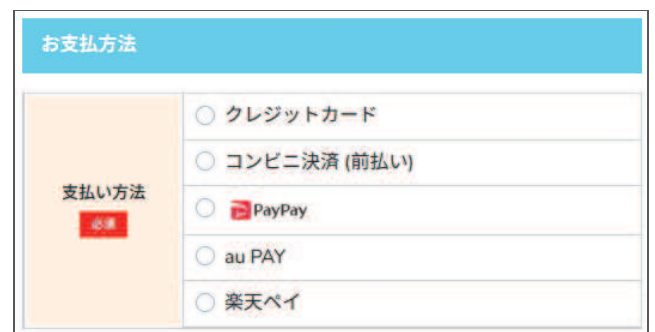 お支払方法
クレジットカード
コンビニ決済 (前払い)
支払い方法
必須
PayPay
au PAY
楽天ペイ